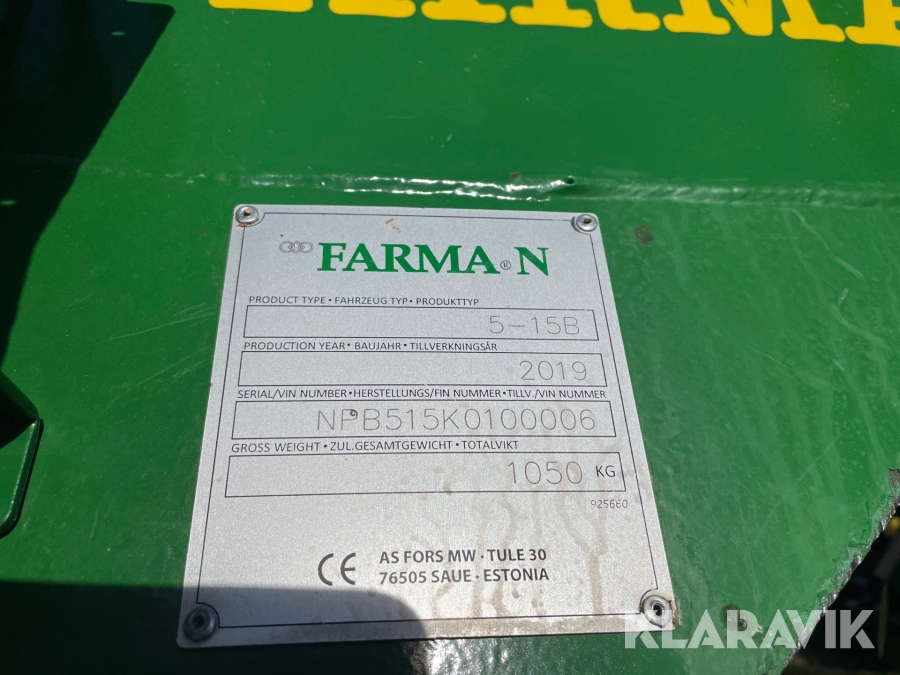 FARMA® N
PRODUCT TYPE • FAHRZEUG TYP • PRODUKTTYP
5-15B
PRODUCTION YEAR • BAUJAHR • TILLVERKNINGSÅR
2019
SERIAL/VIN NUMBER • HERSTELLUNGS/FIN NUMMER • TILLV./VIN NUMMER
NPB515K0100006
GROSS WEIGHT • ZUL.GESAMTGEWICHT • TOTALVIKT
1050 KG
925660
CE AS FORS MW · TULE 30
76505 SAUE · ESTONIA
KLARAVIK